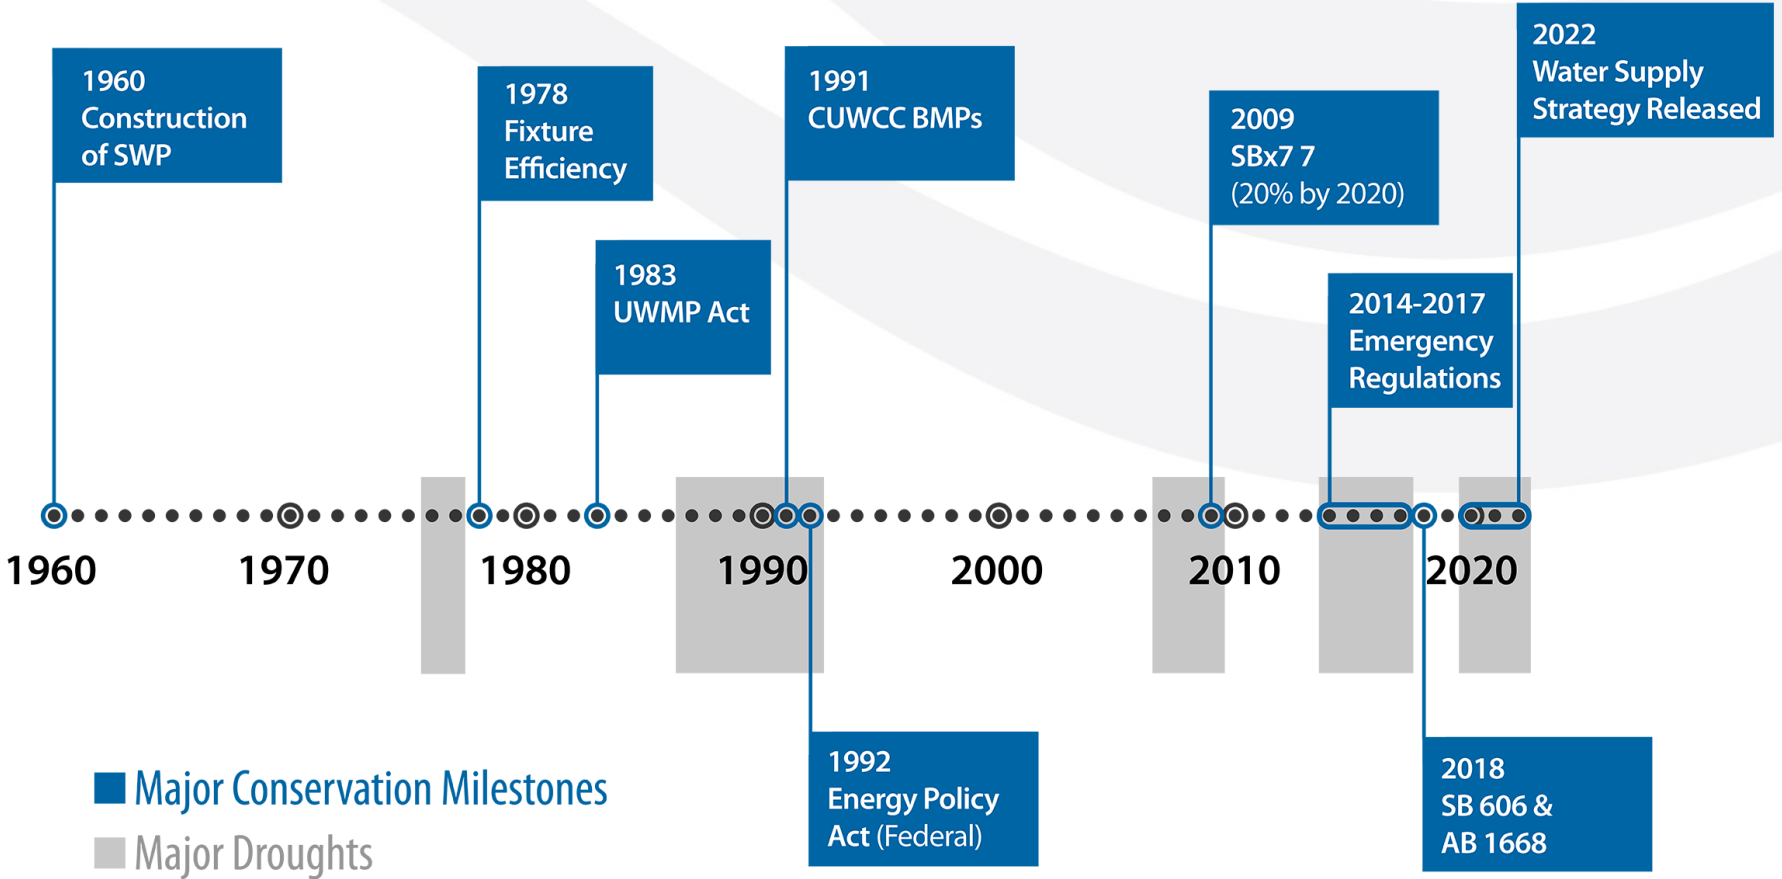 1960
Construction
of SWP
1978
Fixture
Efficiency
1983
UWMP Act
1991
CUWCC BMPs
2009
SBx7 7
(20% by 2020)
2014-2017
Emergency
Regulations
2022
Water Supply
Strategy Released
1960
1970
1980
1990
2000
2010
2020
1992
Energy Policy
Act (Federal)
2018
SB 606 &
AB 1668
Major Conservation Milestones
Major Droughts